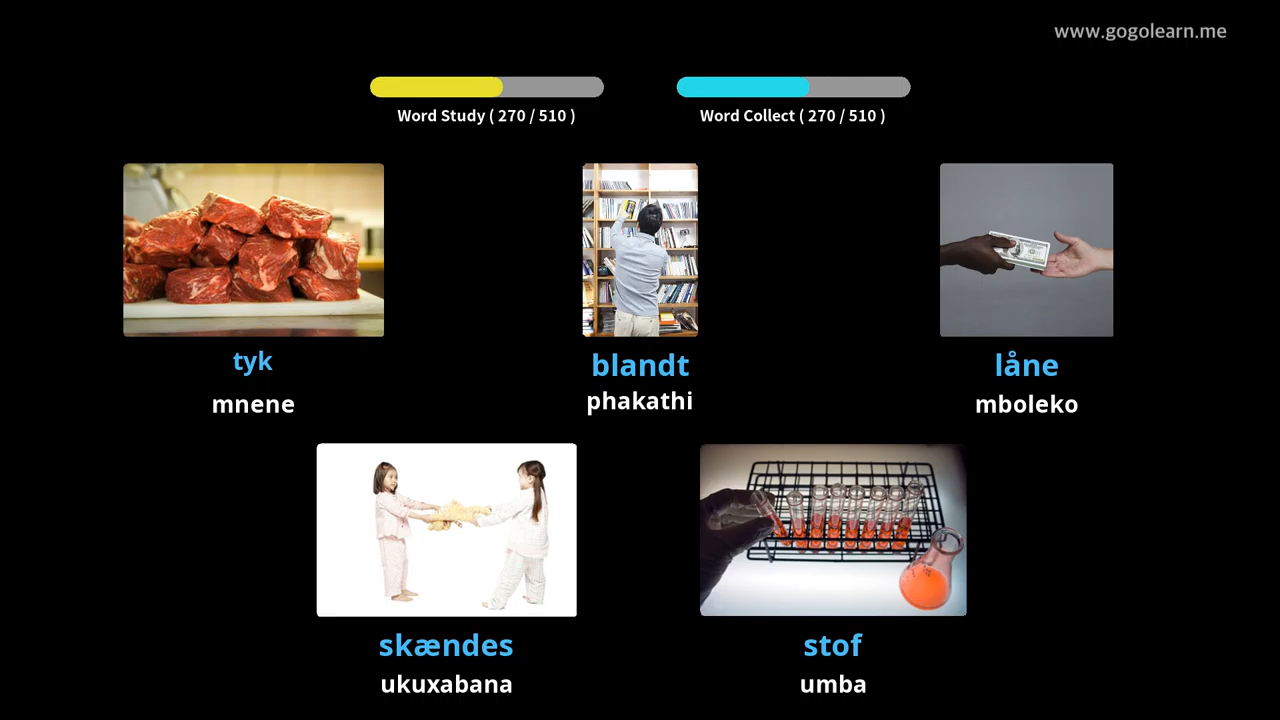 www.gogolearn.me
Word Study ( 270 / 510 )
Word Collect ( 270 / 510 )
tyk
mnene
blandt
phakathi
låne
mboleko
skændes
ukuxabana
stof
umba